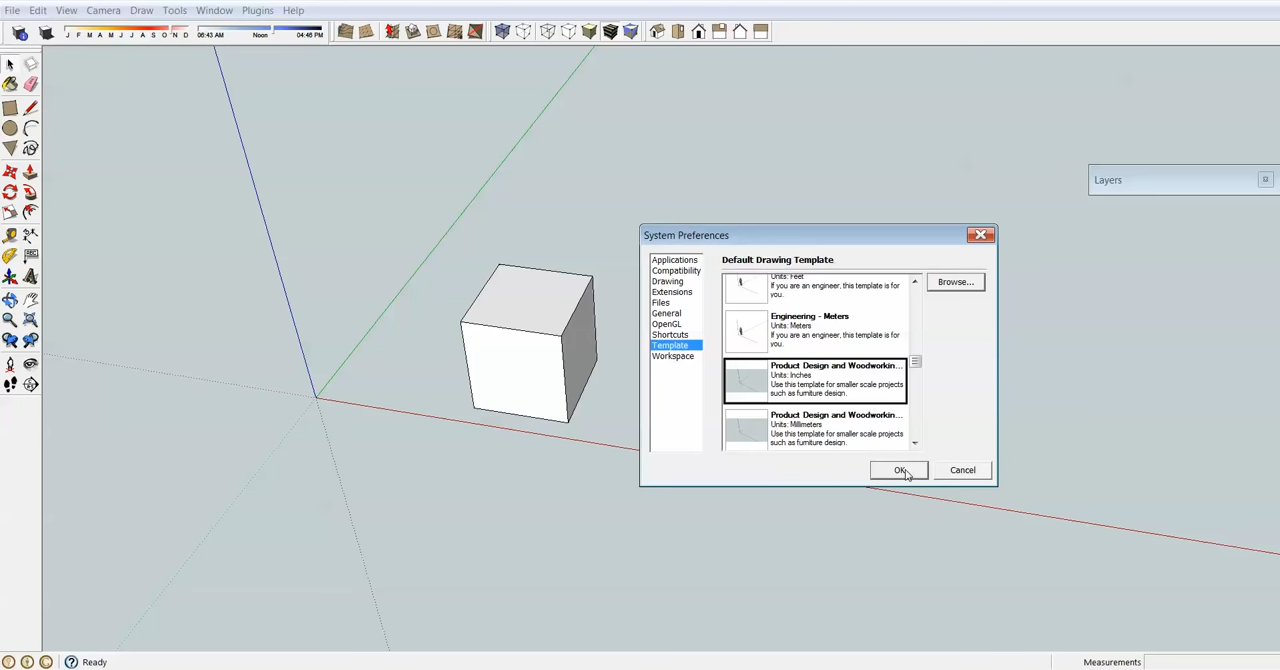 File Edit View Camera Draw Tools Window Plugins Help
J F M A M J J A S O N D
06:43 AM Noon 04:46 PM
Layers
System Preferences
Applications
Compatibility
Drawing
Extensions
Files
General
OpenGL
Shortcuts
Template
Workspace
Default Drawing Template
Units: Feet
If you are an engineer, this template is for
you.
Engineering - Meters
Units: Meters
If you are an engineer, this template is for
you.
Product Design and Woodworkin...
Units: Inches
Use this template for smaller scale projects
such as furniture design.
Product Design and Woodworkin...
Units: Millimeters
Use this template for smaller scale projects
such as furniture design.
Browse...
OK
Cancel
Ready
Measurements